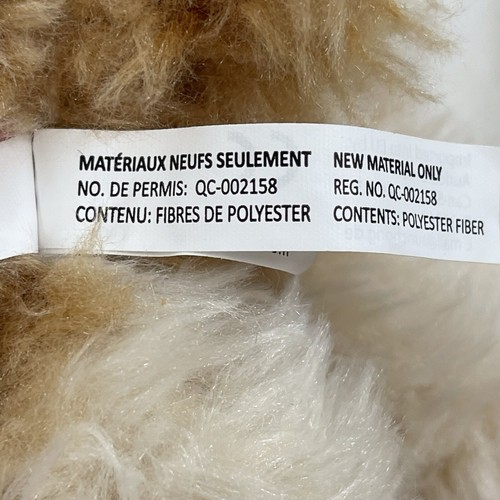 MATÉRIAUX NEUFS SEULEMENT
NO. DE PERMIS: QC-002158
CONTENU: FIBRES DE POLYESTER
NEW MATERIAL ONLY
REG. NO. QC-002158
CONTENTS: POLYESTER FIBER